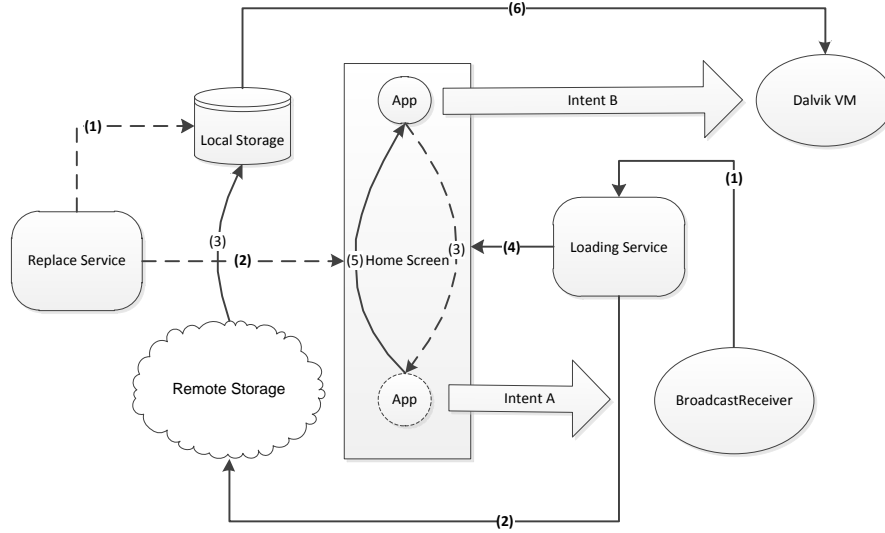 (6)
App
Intent B
Dalvik VM
(1)
Local Storage
(1)
(3)
Replace Service
(2)
(5)
Home Screen
(3)
(4)
Loading Service
Remote Storage
App
Intent A
BroadcastReceiver
(2)